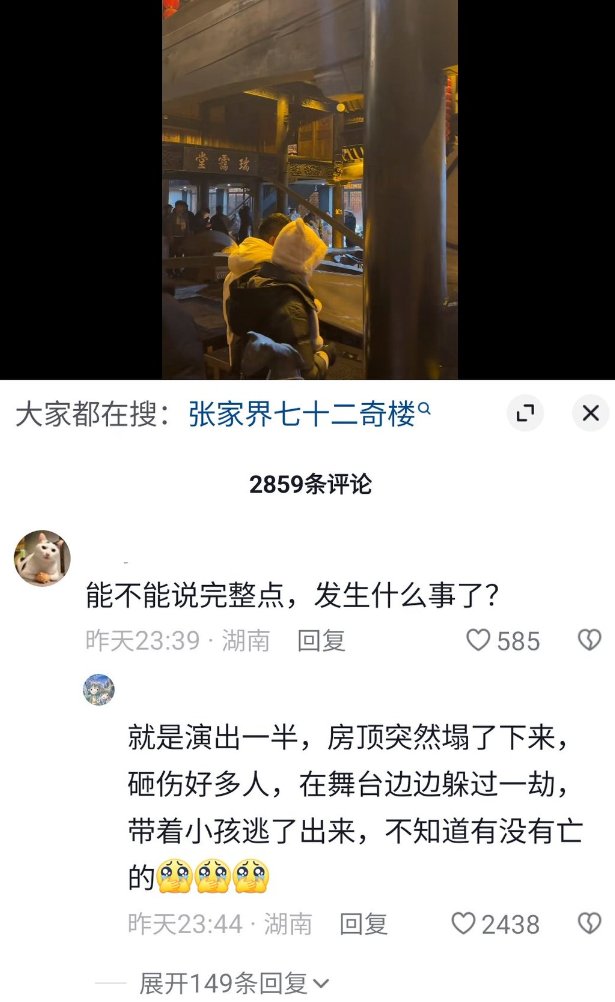 瑞霭堂
大家都在搜：张家界七十二奇楼
2859条评论
能不能说完整点，发生什么事了？
昨天23:39 · 湖南 回复 585
就是演出一半，房顶突然塌了下来，
砸伤好多人，在舞台边边躲过一劫，
带着小孩逃了出来，不知道有没有亡
的🥹🥹🥹
昨天23:44 · 湖南 回复 2438
展开149条回复